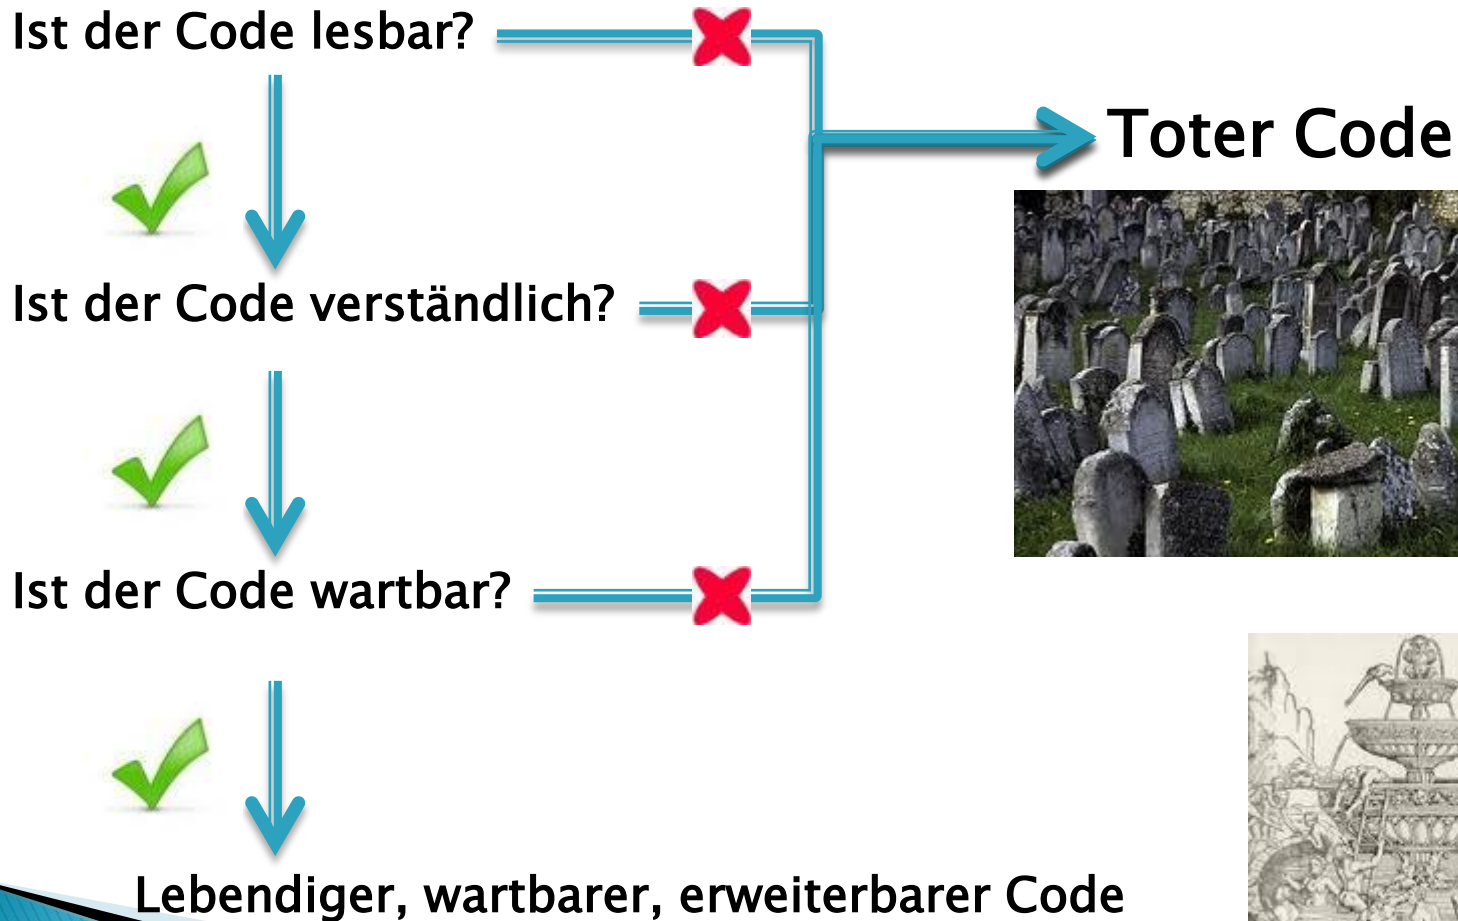 Ist der Code lesbar?
Toter Code
Ist der Code verständlich?
Ist der Code wartbar?
Lebendiger, wartbarer, erweiterbarer Code